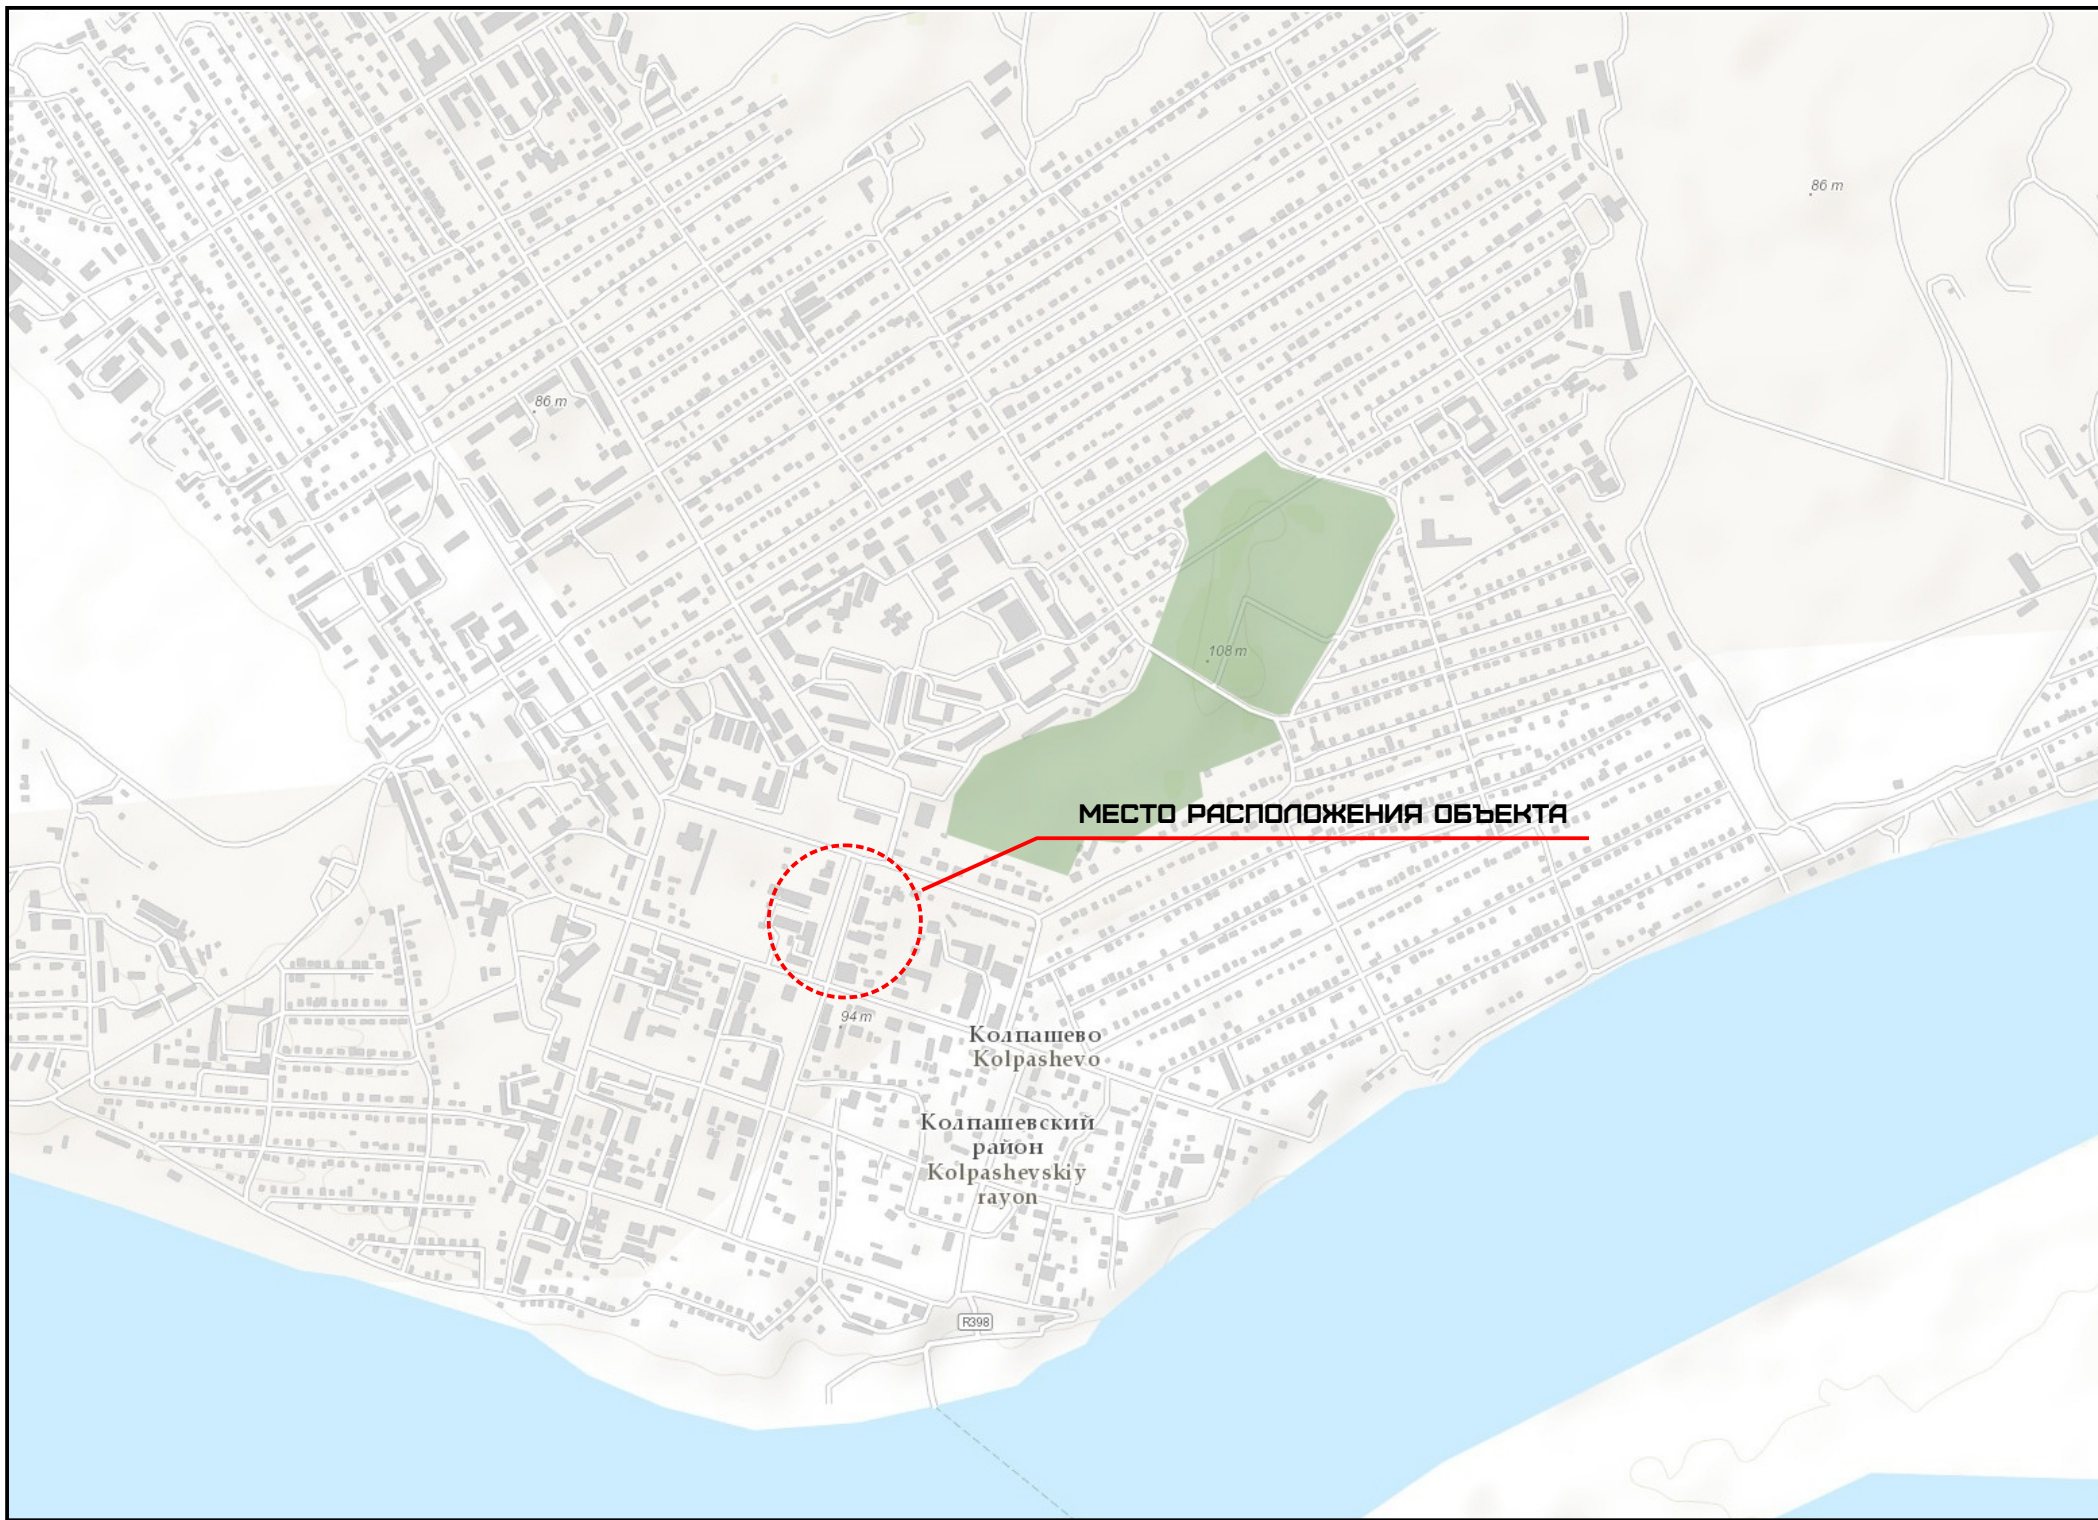 86 m
86 m
108 m
МЕСТО РАСПОЛОЖЕНИЯ ОБЪЕКТА
94 m
Колпашево
Kolpashevo
Колпашевский
район
Kolpashevskiy
rayon
R398